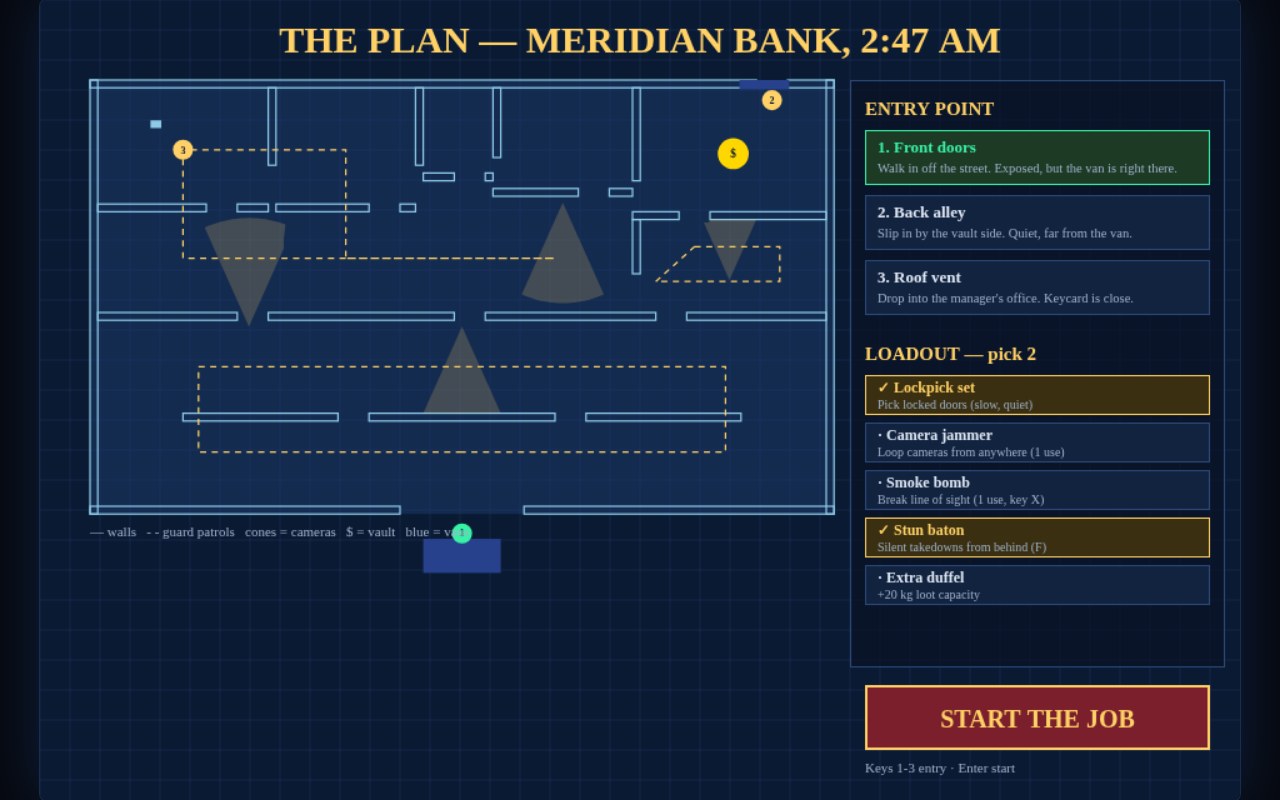 THE PLAN — MERIDIAN BANK, 2:47 AM
2
3
$
— walls - - guard patrols cones = cameras $ = vault blue =
1
ENTRY POINT
1. Front doors
Walk in off the street. Exposed, but the van is right there.
2. Back alley
Slip in by the vault side. Quiet, far from the van.
3. Roof vent
Drop into the manager's office. Keycard is close.
LOADOUT — pick 2
✓ Lockpick set
Pick locked doors (slow, quiet)
· Camera jammer
Loop cameras from anywhere (1 use)
· Smoke bomb
Break line of sight (1 use, key X)
✓ Stun baton
Silent takedowns from behind (F)
· Extra duffel
+20 kg loot capacity
START THE JOB
Keys 1-3 entry · Enter start